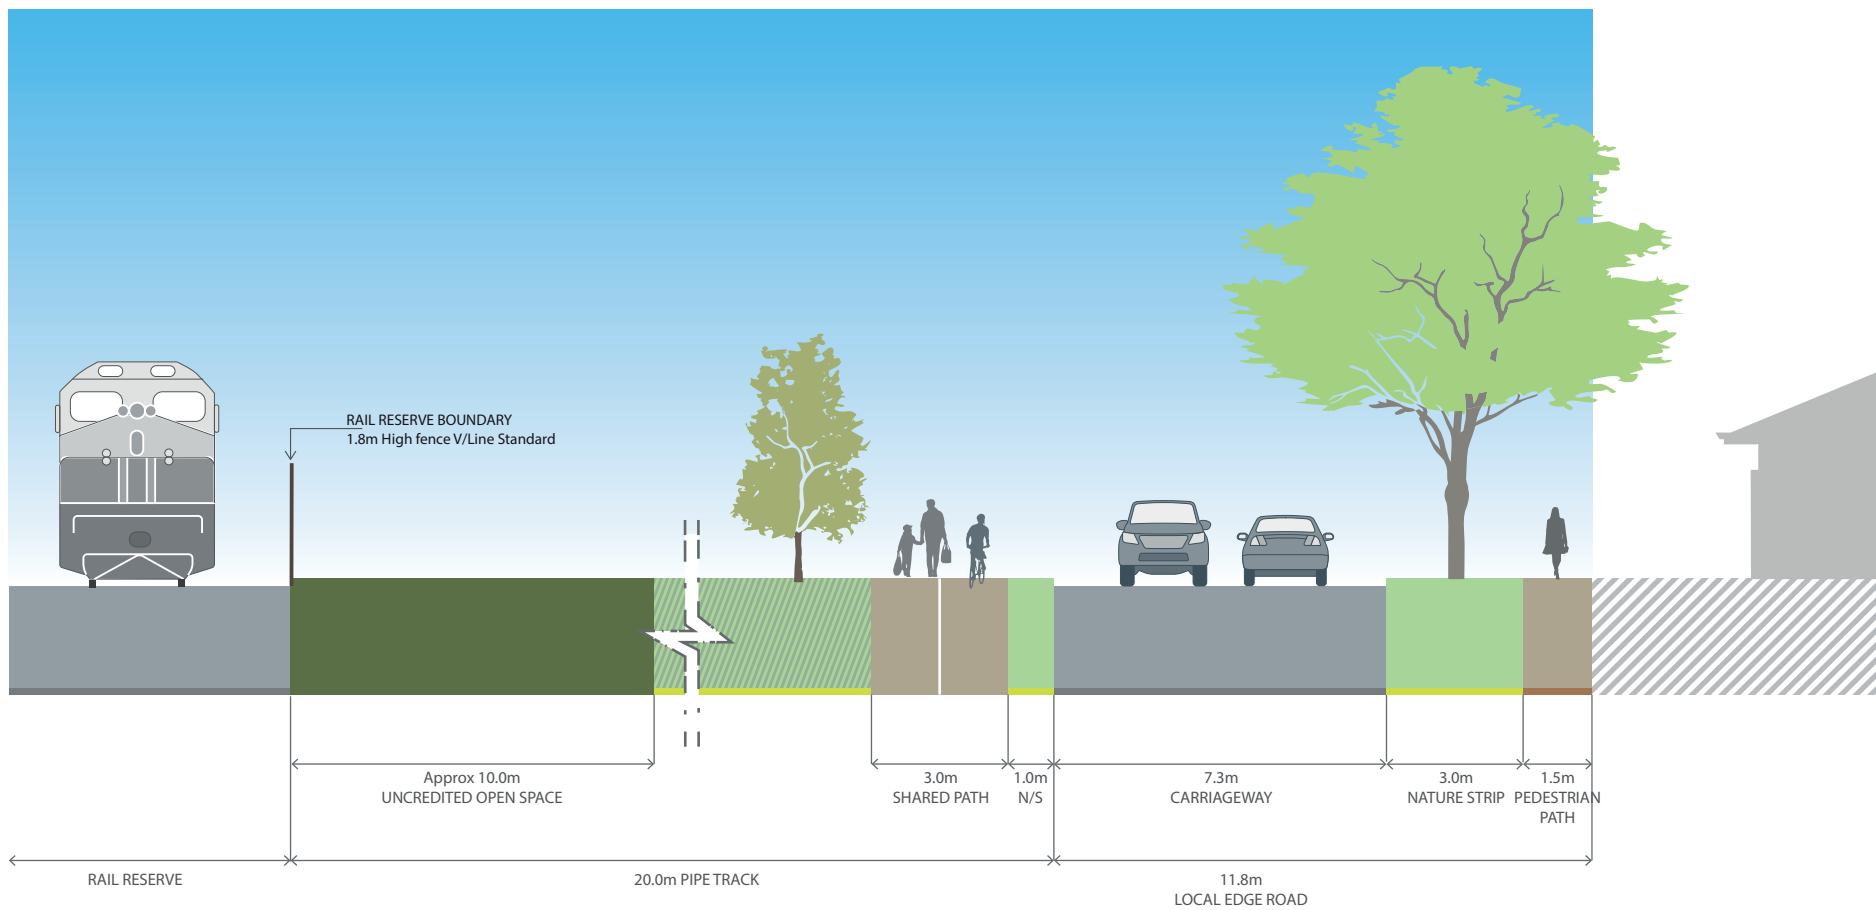 RAIL RESERVE BOUNDARY
1.8m High fence V/Line Standard
Approx 10.0m
UNCREDITED OPEN SPACE
3.0m
SHARED PATH
1.0m
N/S
7.3m
CARRIAGEWAY
3.0m
NATURE STRIP
1.5m
PEDESTRIAN
PATH
RAIL RESERVE
20.0m PIPE TRACK
11.8m
LOCAL EDGE ROAD